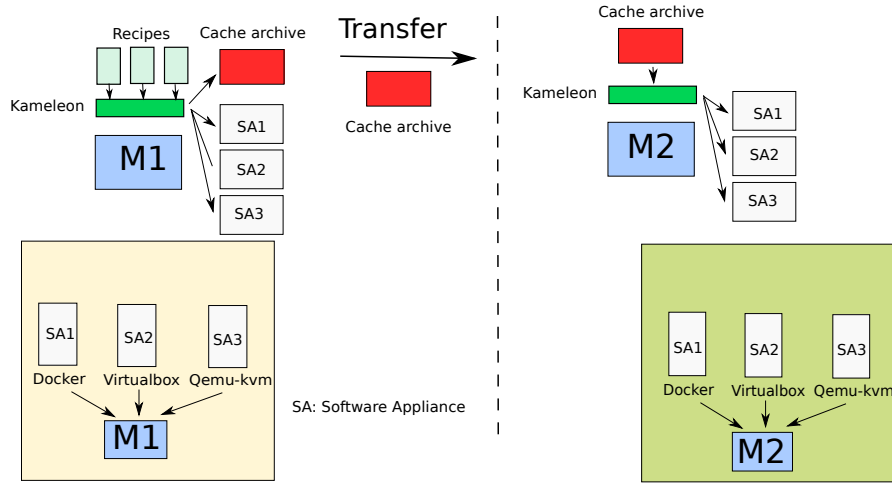 Recipes
Cache archive
Transfer
Kameleon
Cache archive
SA1
SA2
SA3
M1
Cache archive
Kameleon
SA1
SA2
SA3
M2
SA1
SA2
SA3
Docker
Virtualbox
Qemu-kvm
M1
SA: Software Appliance
SA1
SA2
SA3
Docker
Virtualbox
Qemu-kvm
M2